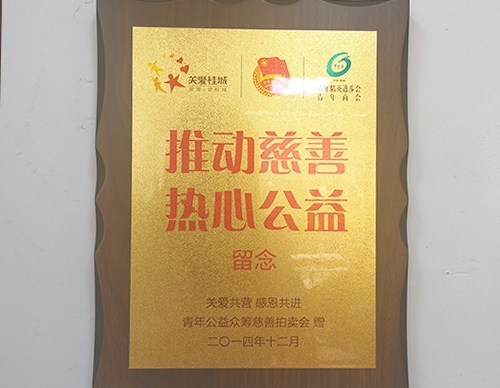 关爱桂城
推动慈善
热心公益
留念
关爱共营 感恩共进
青年公益众筹慈善拍卖会 赠
二〇一四年十二月